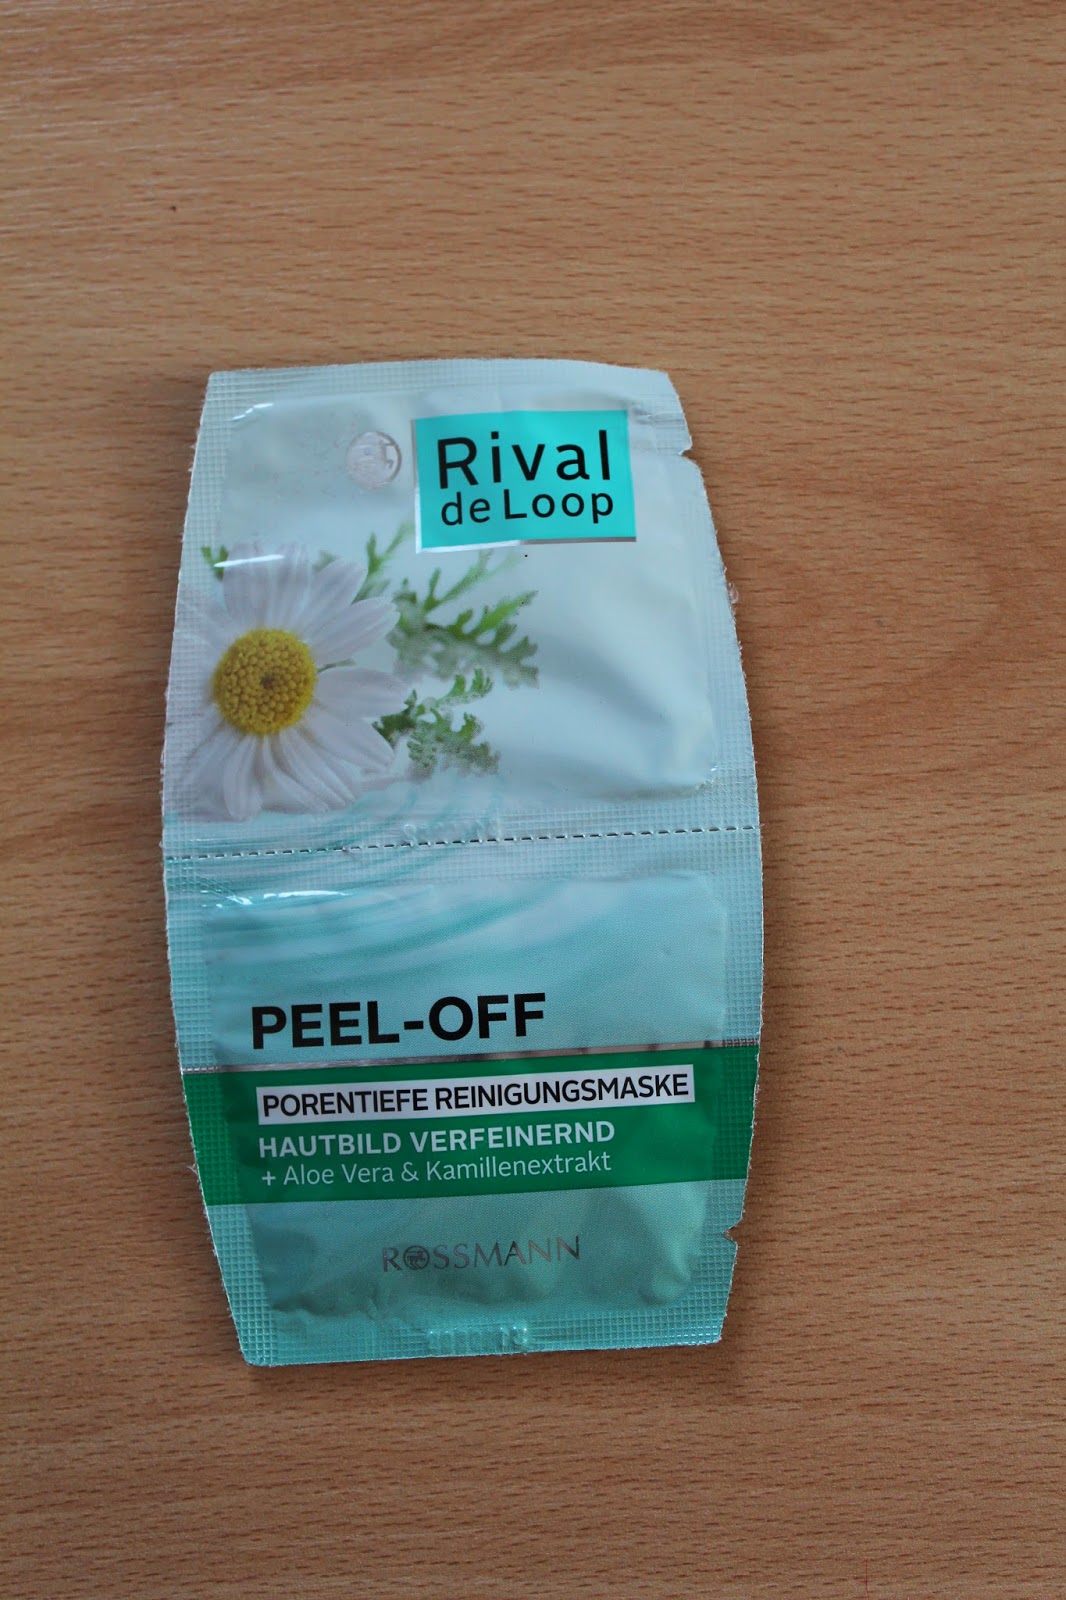 Rival
de Loop
PEEL-OFF
PORENTIEFE REINIGUNGSMASKE
HAUTBILD VERFEINERND
+ Aloe Vera & Kamillenextrakt
ROSSMANN